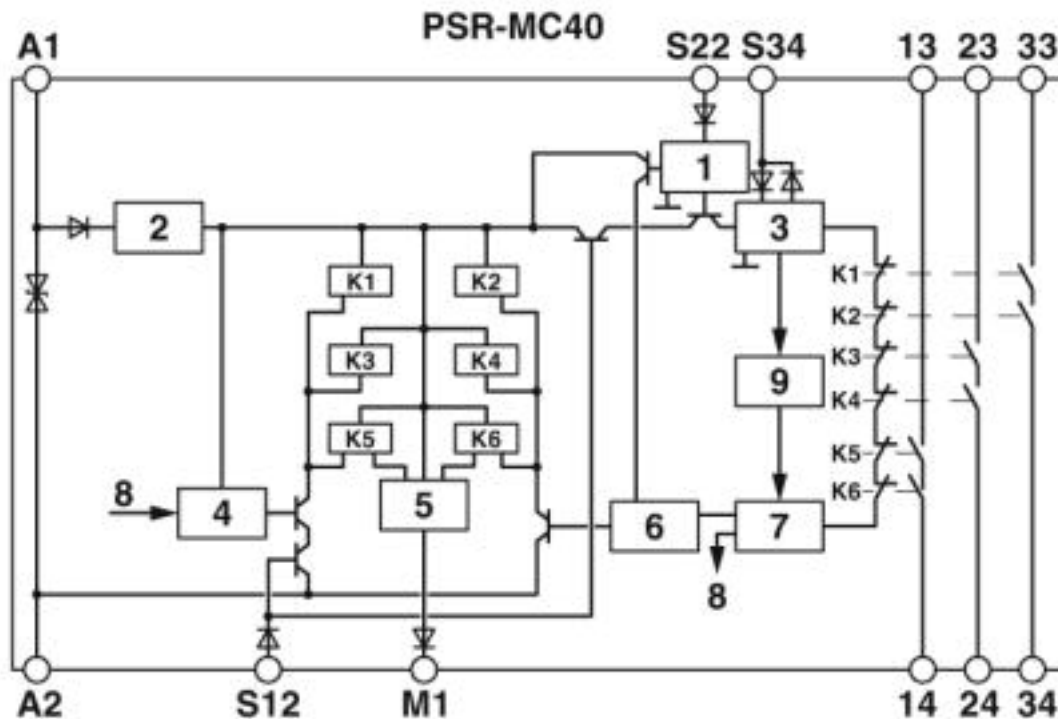 PSR-MC40
A1 S22 S34 13 23 33
1
2 3
K1 K2 K1
K2
K3 K4 9 K3
K4
K5 K6 K5
8 4 5 6 7 K6
8
A2 S12 M1 14 24 34